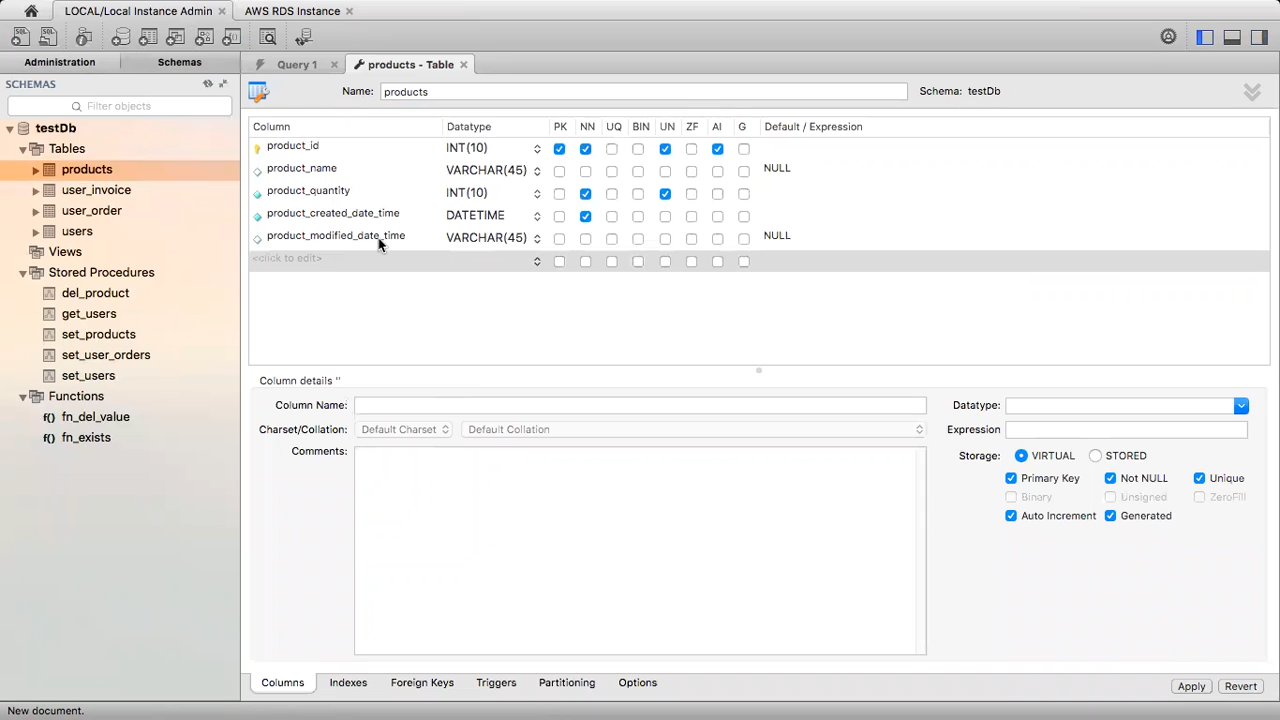 LOCAL/Local Instance Admin AWS RDS Instance
Administration Schemas
Query 1 products - Table
SCHEMAS
Filter objects
Name: products Schema: testDb
testDb
Tables
products
user_invoice
user_order
users
Views
Stored Procedures
del_product
get_users
set_products
set_user_orders
set_users
Functions
f() fn_del_value
f() fn_exists
Column Datatype PK NN UQ BIN UN ZF AI G Default / Expression
product_id INT(10)
product_name VARCHAR(45) NULL
product_quantity INT(10)
product_created_date_time DATETIME
product_modified_date_time VARCHAR(45) NULL
<click to edit>
Column details ''
Column Name: Datatype:
Charset/Collation: Default Charset Default Collation Expression
Comments: Storage: VIRTUAL STORED
Primary Key Not NULL Unique
Binary Unsigned ZeroFill
Auto Increment Generated
Columns Indexes Foreign Keys Triggers Partitioning Options Apply Revert
New document.